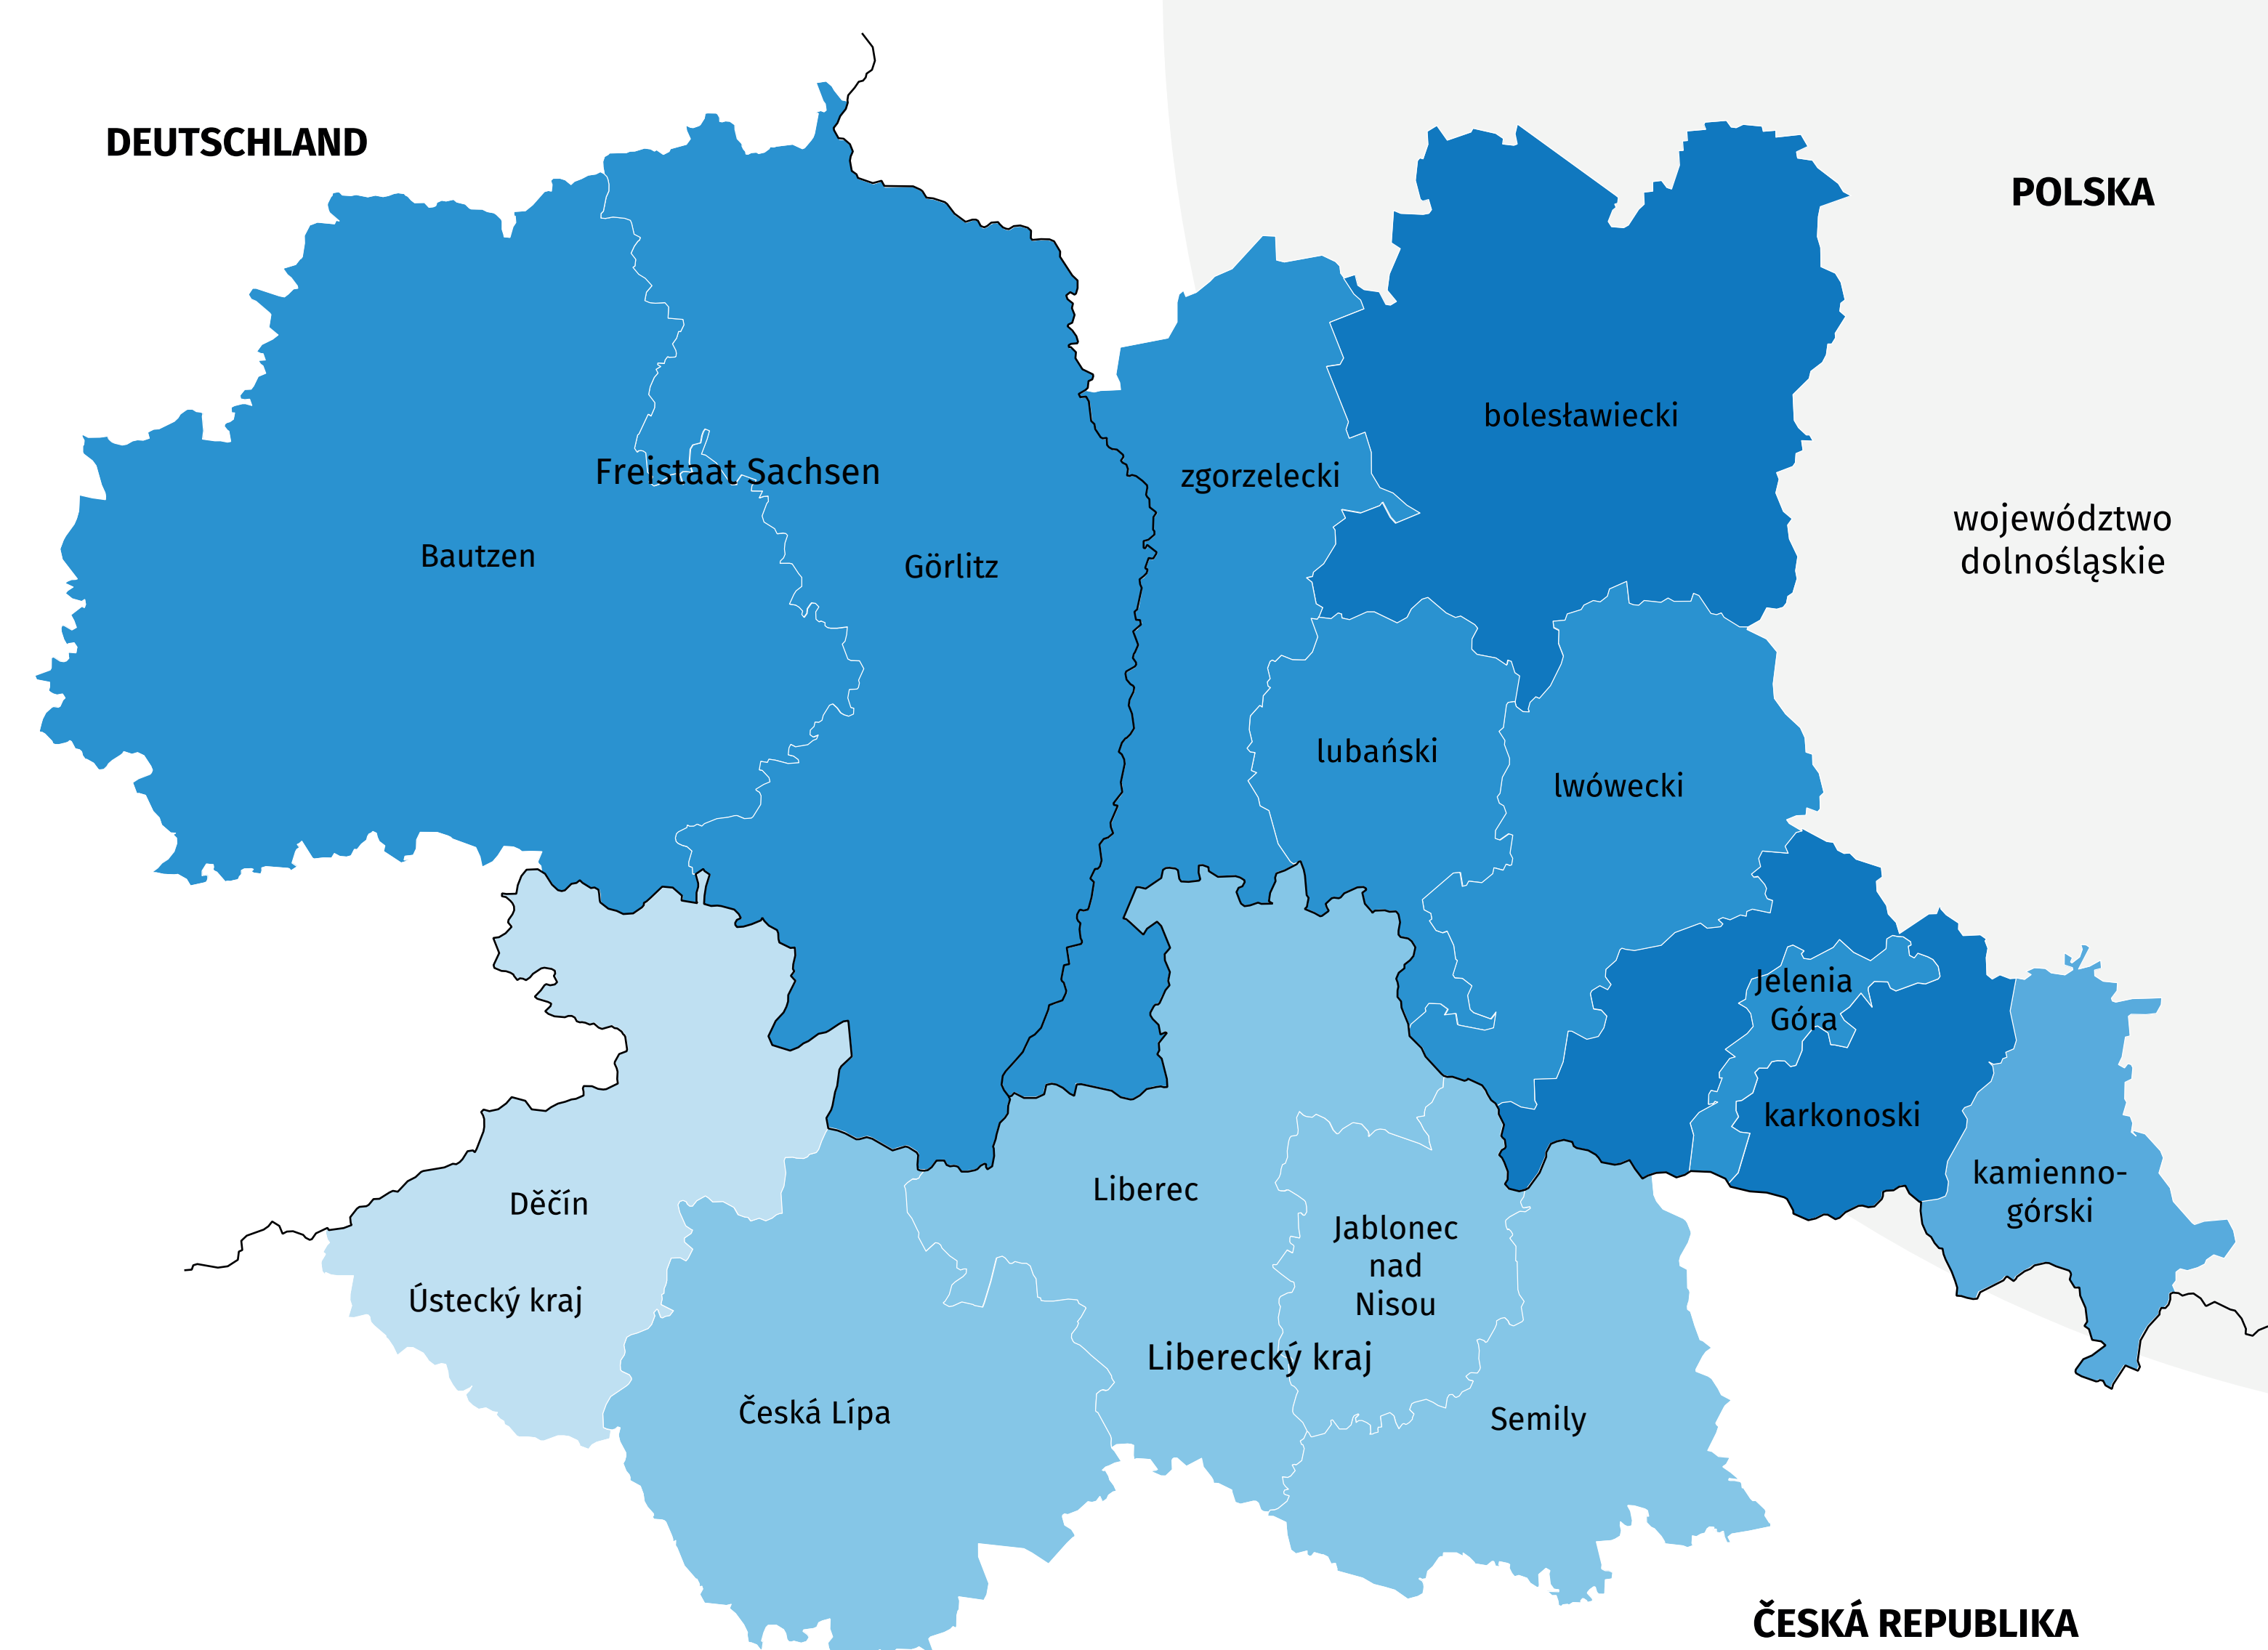 DEUTSCHLAND
POLSKA
bolesławiecki
Freistaat Sachsen
zgorzelecki
województwo
dolnośląskie
Bautzen
Görlitz
lubański
lwówecki
Jelenia
Góra
karkonoski
kamienno-
górski
Děčín
Liberec
Jablonec
nad
Nisou
Ústecký kraj
Liberecký kraj
Česká Lípa
Semily
ČESKÁ REPUBLIKA